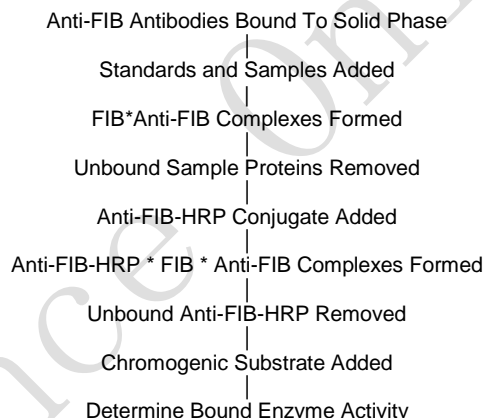 Anti-FIB Antibodies Bound To Solid Phase
Standards and Samples Added
FIB*Anti-FIB Complexes Formed
Unbound Sample Proteins Removed
Anti-FIB-HRP Conjugate Added
Anti-FIB-HRP * FIB * Anti-FIB Complexes Formed
Unbound Anti-FIB-HRP Removed
Chromogenic Substrate Added
Determine Bound Enzyme Activity